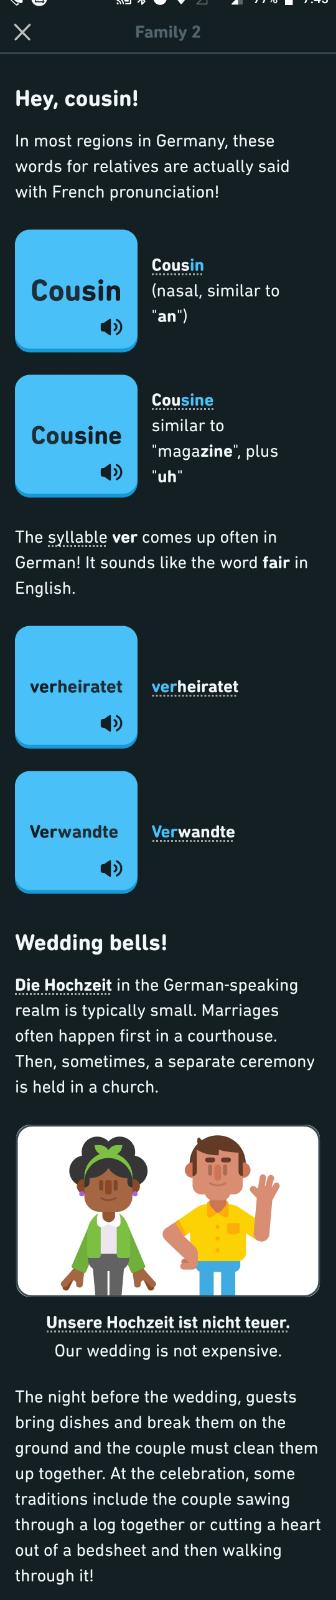 Family 2
Hey, cousin!
In most regions in Germany, these
words for relatives are actually said
with French pronunciation!
Cousin
Cousin
(nasal, similar to
"an")
Cousine
Cousine
similar to
"magazine", plus
"uh"
The syllable ver comes up often in
German! It sounds like the word fair in
English.
verheiratet
verheiratet
Verwandte
Verwandte
Wedding bells!
Die Hochzeit in the German-speaking
realm is typically small. Marriages
often happen first in a courthouse.
Then, sometimes, a separate ceremony
is held in a church.
Unsere Hochzeit ist nicht teuer.
Our wedding is not expensive.
The night before the wedding, guests
bring dishes and break them on the
ground and the couple must clean them
up together. At the celebration, some
traditions include the couple sawing
through a log together or cutting a heart
out of a bedsheet and then walking
through it!